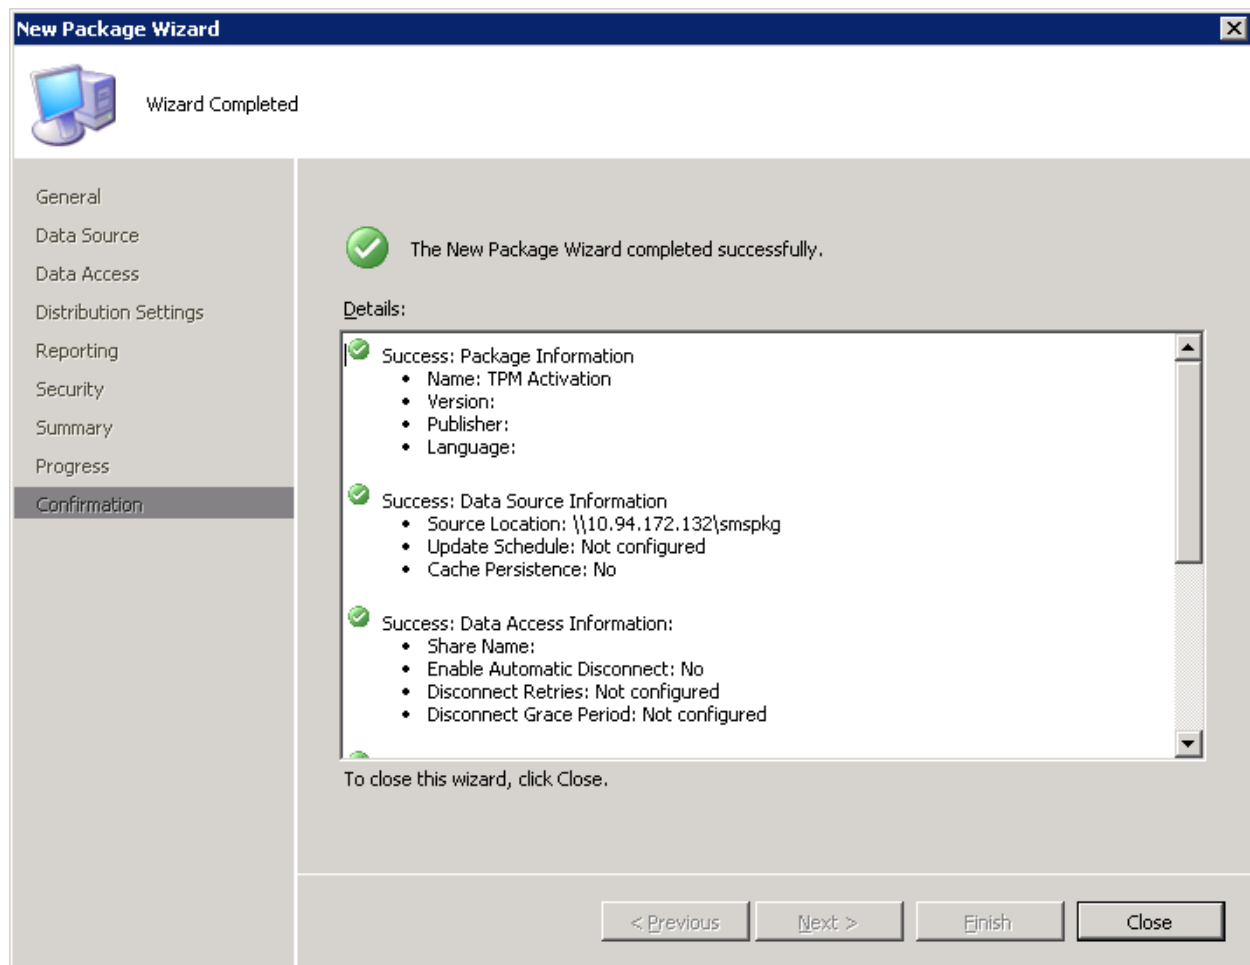 New Package Wizard
Wizard Completed
General
Data Source
Data Access
Distribution Settings
Reporting
Security
Summary
Progress
Confirmation
The New Package Wizard completed successfully.
Details:
Success: Package Information
• Name: TPM Activation
• Version:
• Publisher:
• Language:
Success: Data Source Information
• Source Location: \\10.94.172.132\smspkg
• Update Schedule: Not configured
• Cache Persistence: No
Success: Data Access Information:
• Share Name:
• Enable Automatic Disconnect: No
• Disconnect Retries: Not configured
• Disconnect Grace Period: Not configured
To close this wizard, click Close.
< Previous
Next >
Finish
Close